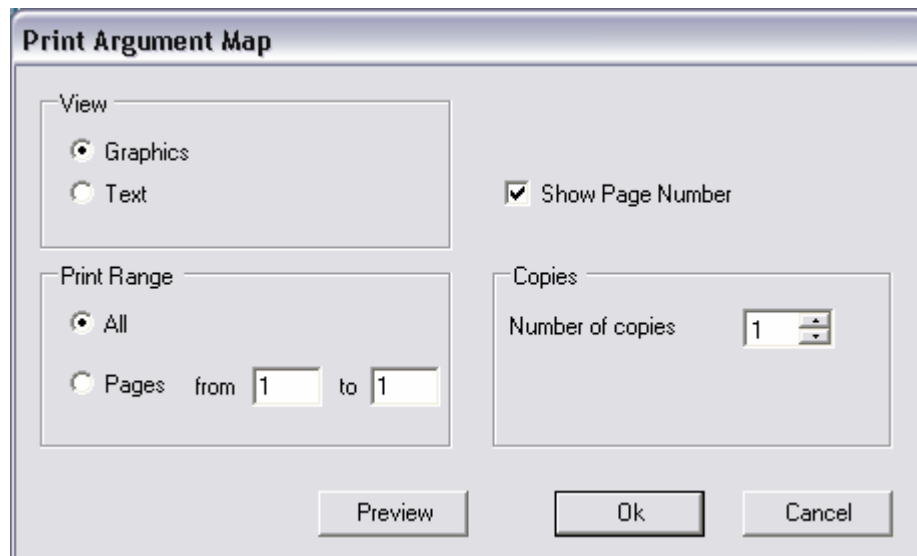 Print Argument Map
View
Graphics
Text
Show Page Number
Print Range
All
Pages from 1 to 1
Copies
Number of copies 1
Preview Ok Cancel